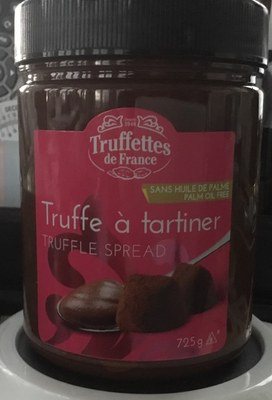 Truffettes
de France
SANS HUILE DE PALME
PALM OIL FREE
Truffe à tartiner
TRUFFLE SPREAD
725g